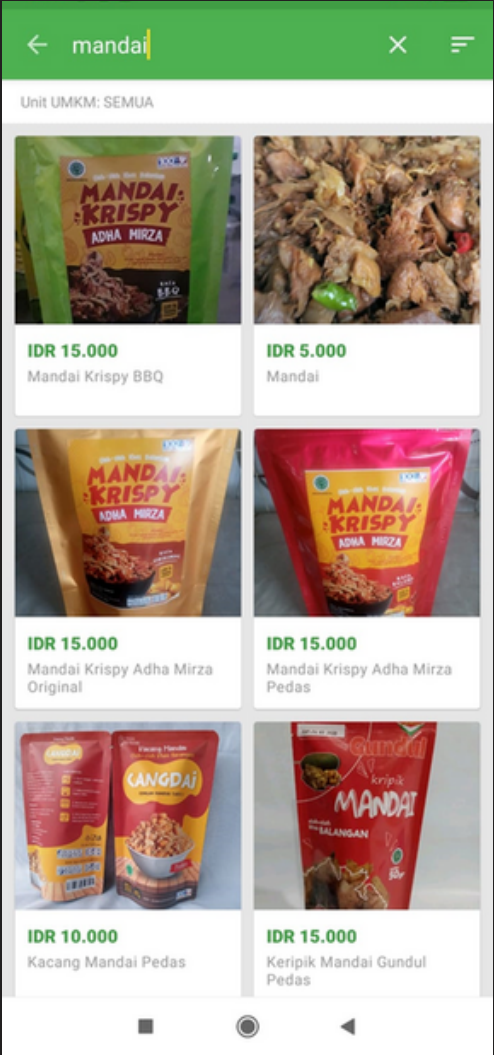 mandai
Unit UMKM: SEMUA
MANDAI
KRISPY
ADHA MIRZA
BBQ
IDR 15.000
Mandai Krispy BBQ
IDR 5.000
Mandai
MANDAI
KRISPY
ADHA MIRZA
IDR 15.000
Mandai Krispy Adha Mirza
Original
MANDAI
KRISPY
ADHA MIRZA
IDR 15.000
Mandai Krispy Adha Mirza
Pedas
CANGDAI
Kacang Mandai
CANGDAI
IDR 10.000
Kacang Mandai Pedas
Gundul
kripik
MANDAI
BALANGAN
IDR 15.000
Keripik Mandai Gundul
Pedas